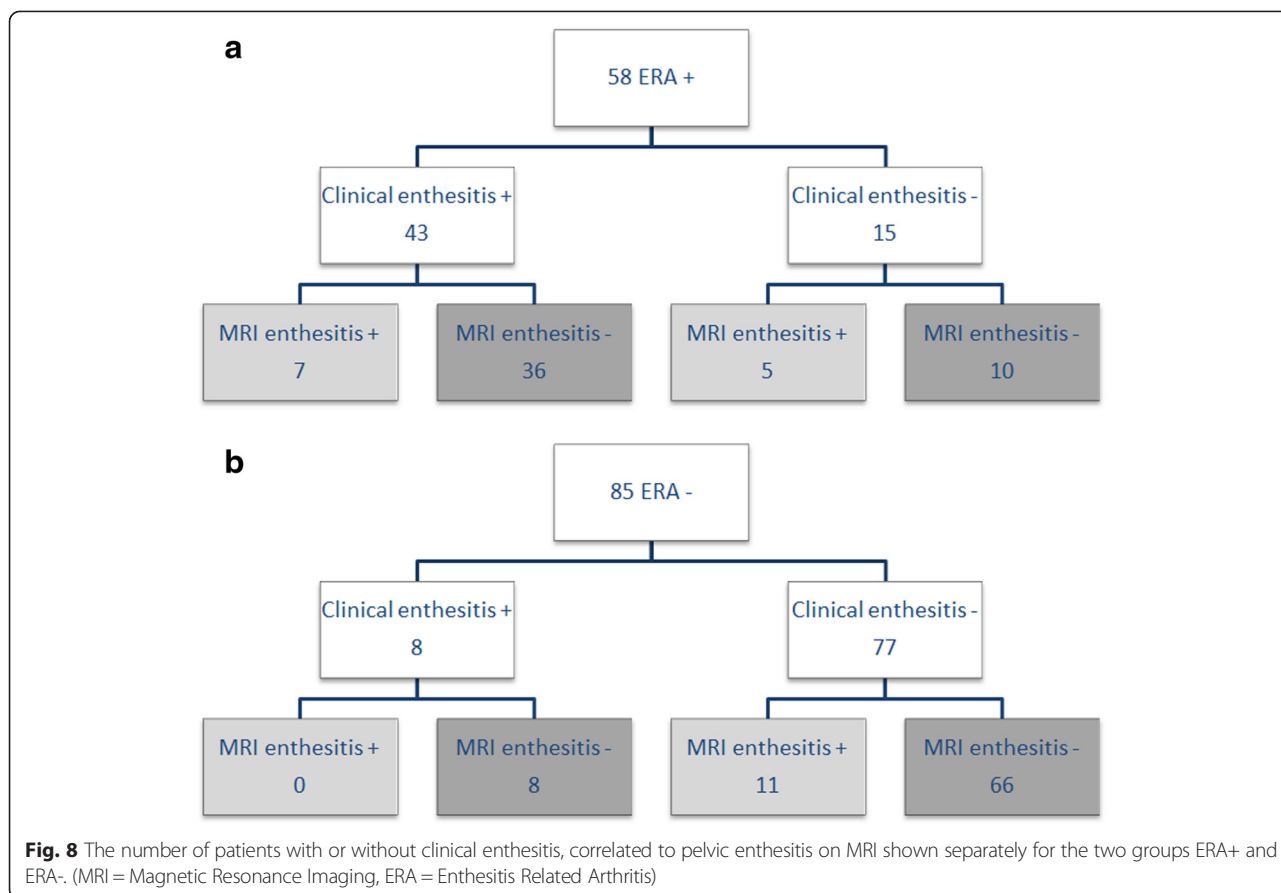 a
58 ERA +
Clinical enthesitis +
43
Clinical enthesitis -
15
MRI enthesitis +
7
MRI enthesitis -
36
MRI enthesitis +
5
MRI enthesitis -
10
b
85 ERA -
Clinical enthesitis +
8
Clinical enthesitis -
77
MRI enthesitis +
0
MRI enthesitis -
8
MRI enthesitis +
11
MRI enthesitis -
66
Fig. 8 The number of patients with or without clinical enthesitis, correlated to pelvic enthesitis on MRI shown separately for the two groups ERA+ and
ERA-. (MRI = Magnetic Resonance Imaging, ERA = Enthesitis Related Arthritis)